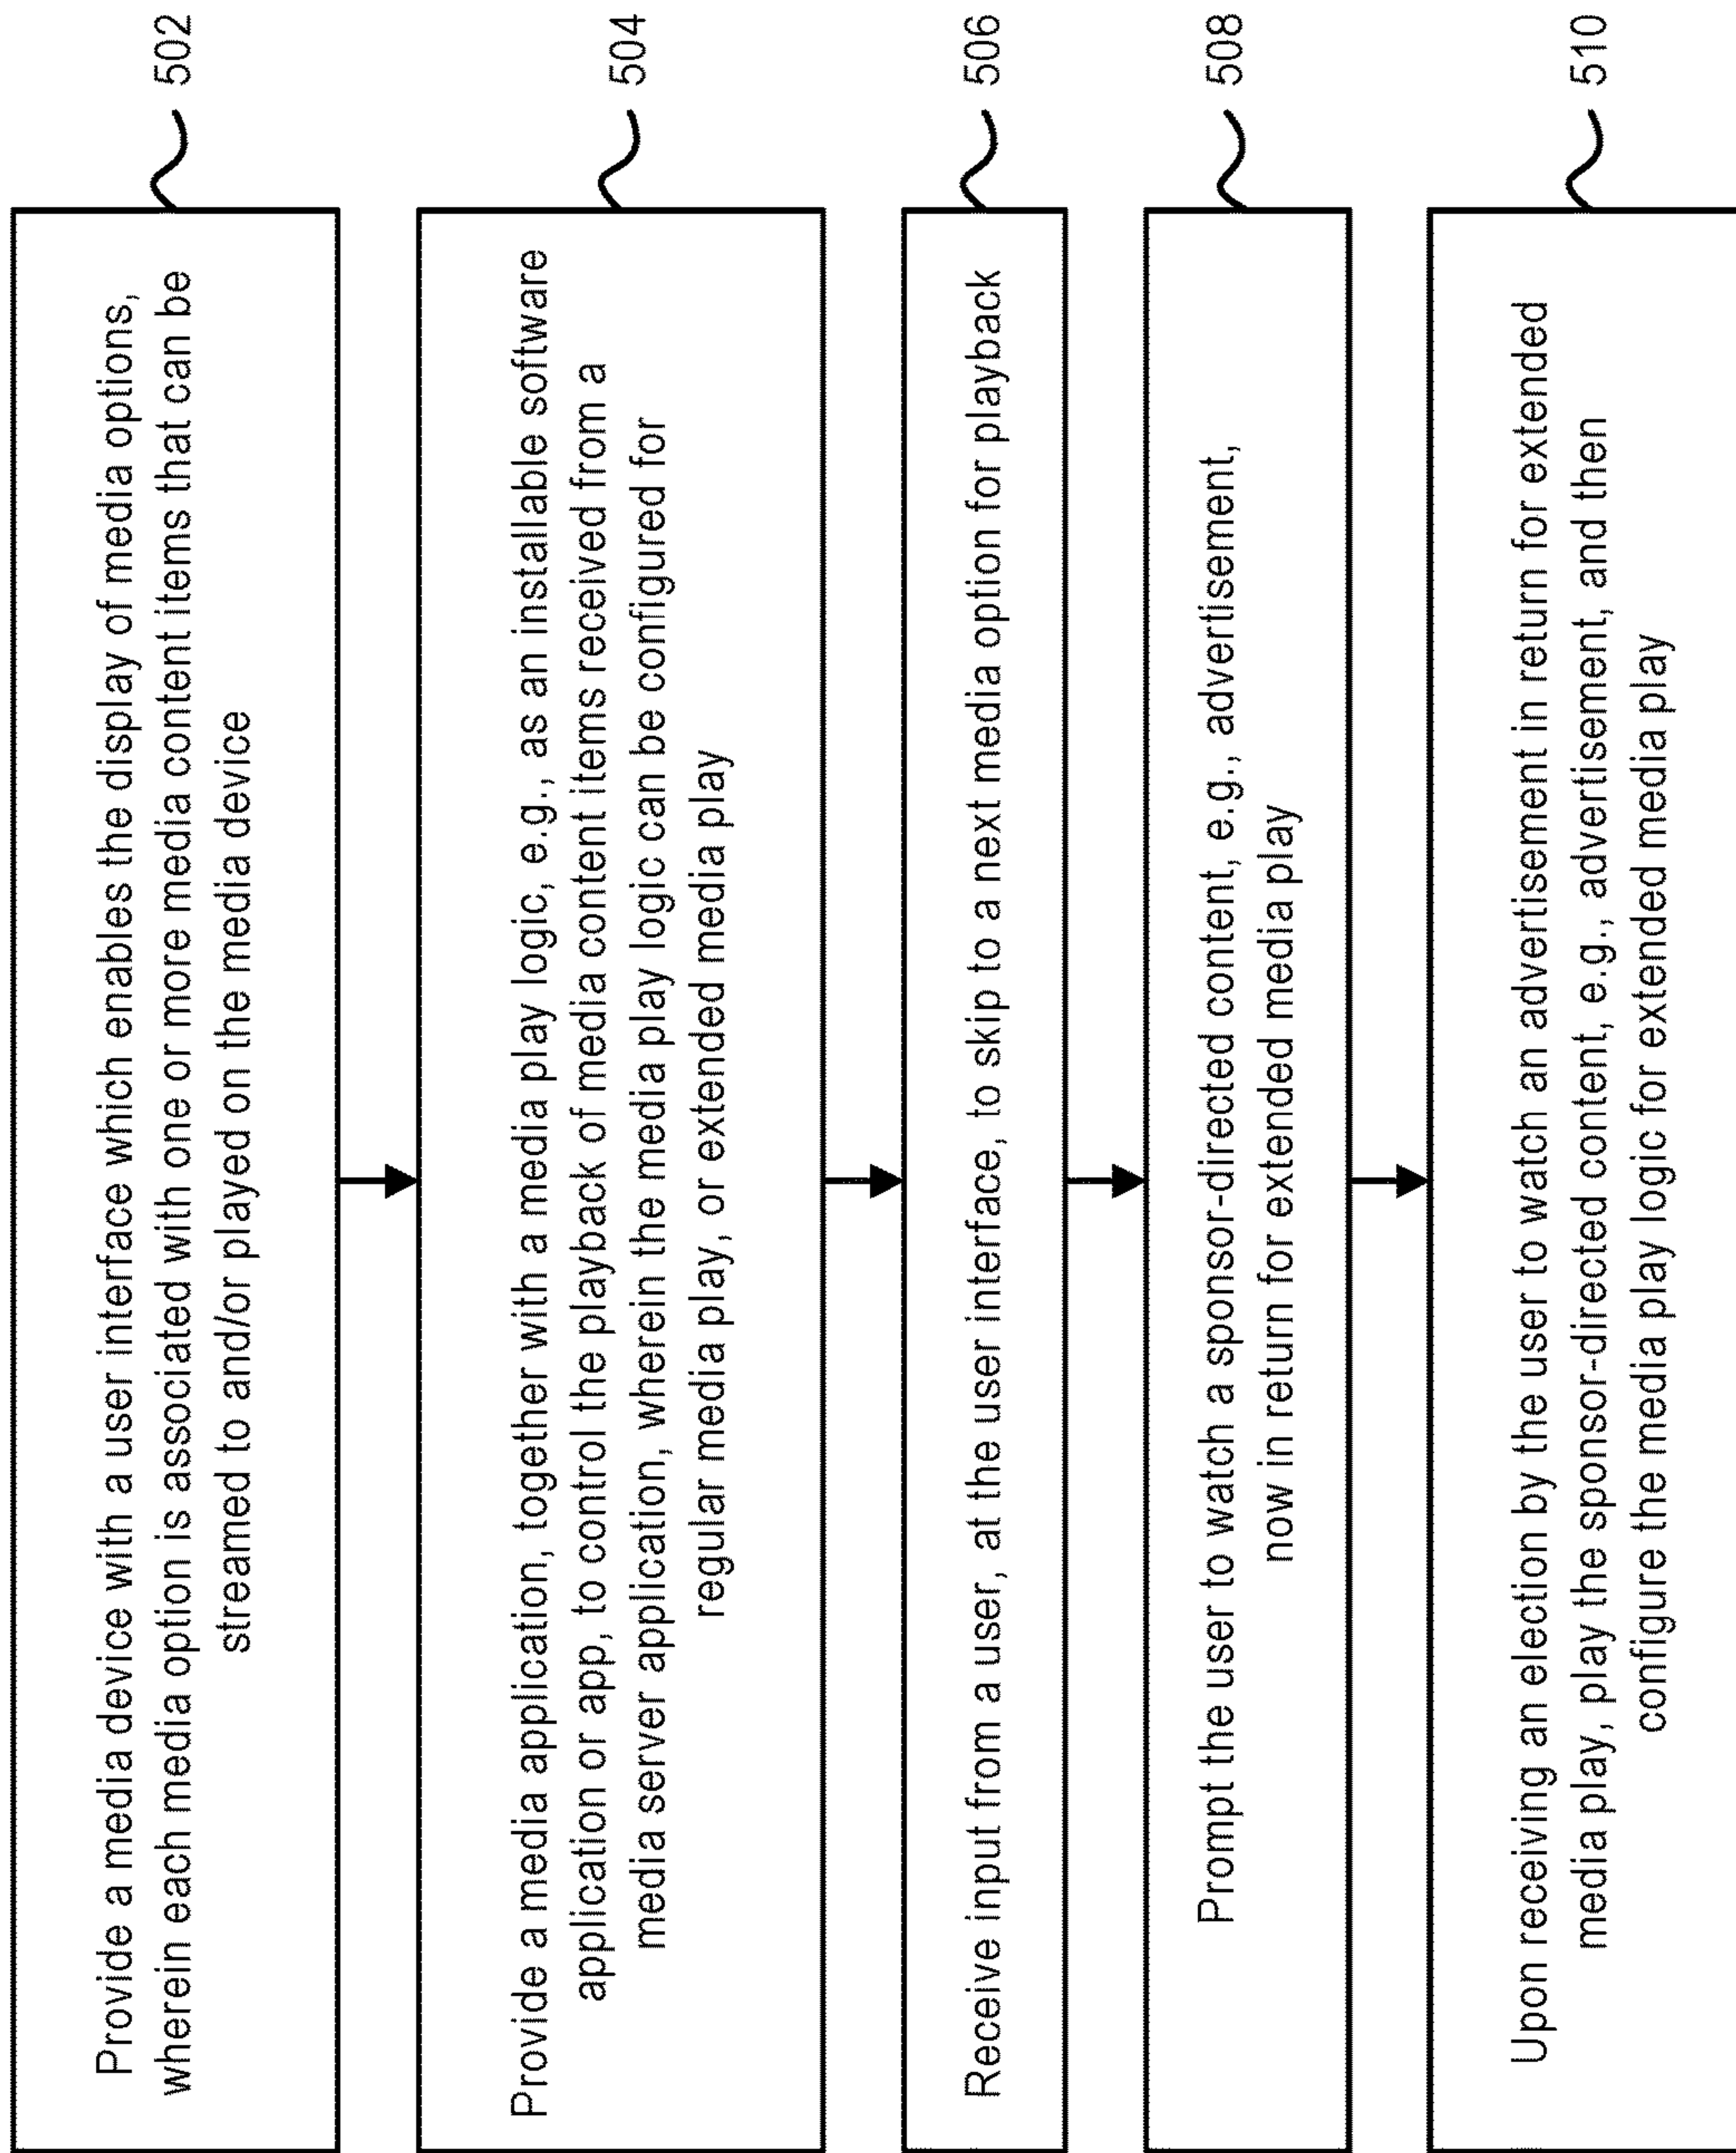 Provide a media device with a user interface which enables the display of media options,
wherein each media option is associated with one or more media content items that can be
streamed to and/or played on the media device
502
Provide a media application, together with a media play logic, e.g., as an installable software
application or app, to control the playback of media content items received from a
media server application, wherein the media play logic can be configured for
regular media play, or extended media play
504
Receive input from a user, at the user interface, to skip to a next media option for playback
506
Prompt the user to watch a sponsor-directed content, e.g., advertisement,
now in return for extended media play
508
Upon receiving an election by the user to watch an advertisement in return for extended
media play, play the sponsor-directed content, e.g., advertisement, and then
configure the media play logic for extended media play
510